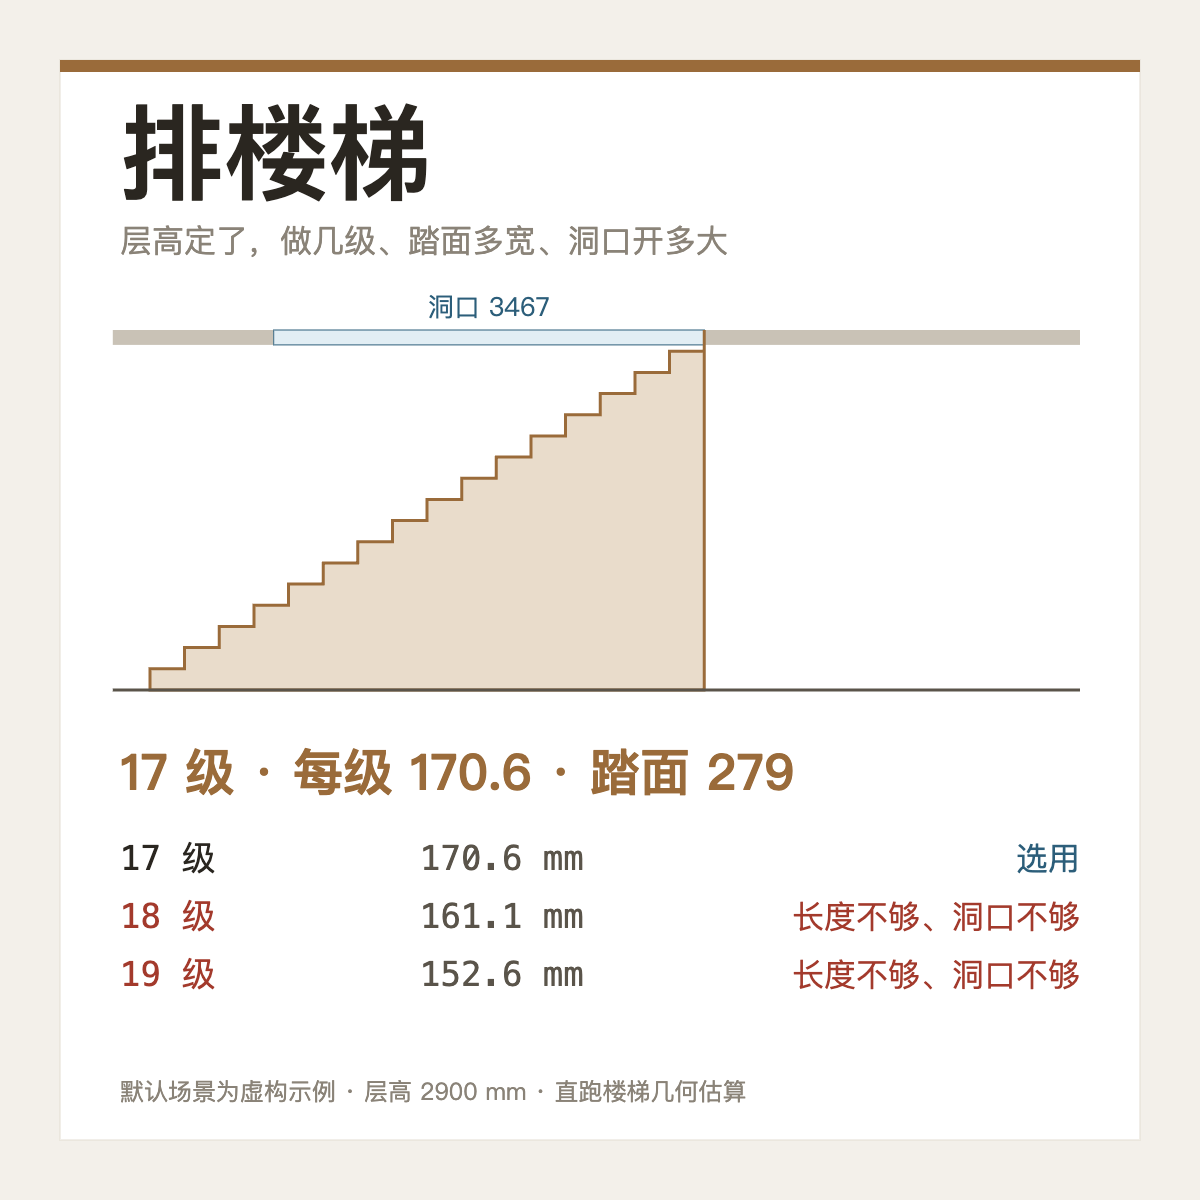 排楼梯
层高定了，做几级、踏面多宽、洞口开多大
洞口 3467
17 级 · 每级 170.6 · 踏面 279
17 级 170.6 mm 选用
18 级 161.1 mm 长度不够、洞口不够
19 级 152.6 mm 长度不够、洞口不够
默认场景为虚构示例 · 层高 2900 mm · 直跑楼梯几何估算